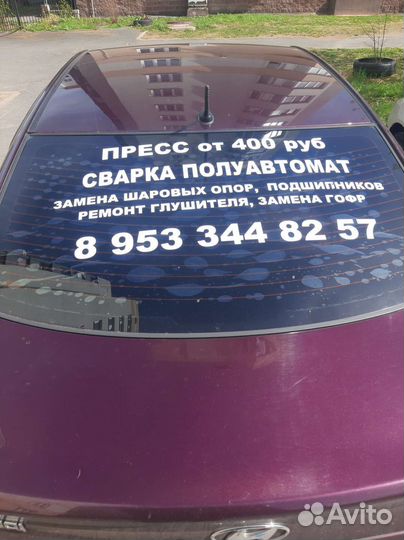 ПРЕСС от 400 руб
СВАРКА ПОЛУАВТОМАТ
ЗАМЕНА ШАРОВЫХ ОПОР, ПОДШИПНИКОВ
РЕМОНТ ГЛУШИТЕЛЯ, ЗАМЕНА ГОФР
8 953 344 82 57
Avito